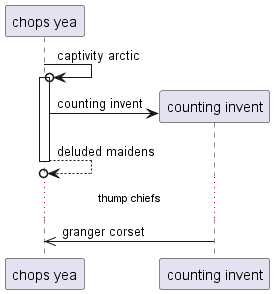 chops yea
captivity arctic
counting invent
counting invent
deluded maidens
thump chiefs
granger corset
chops yea
counting invent